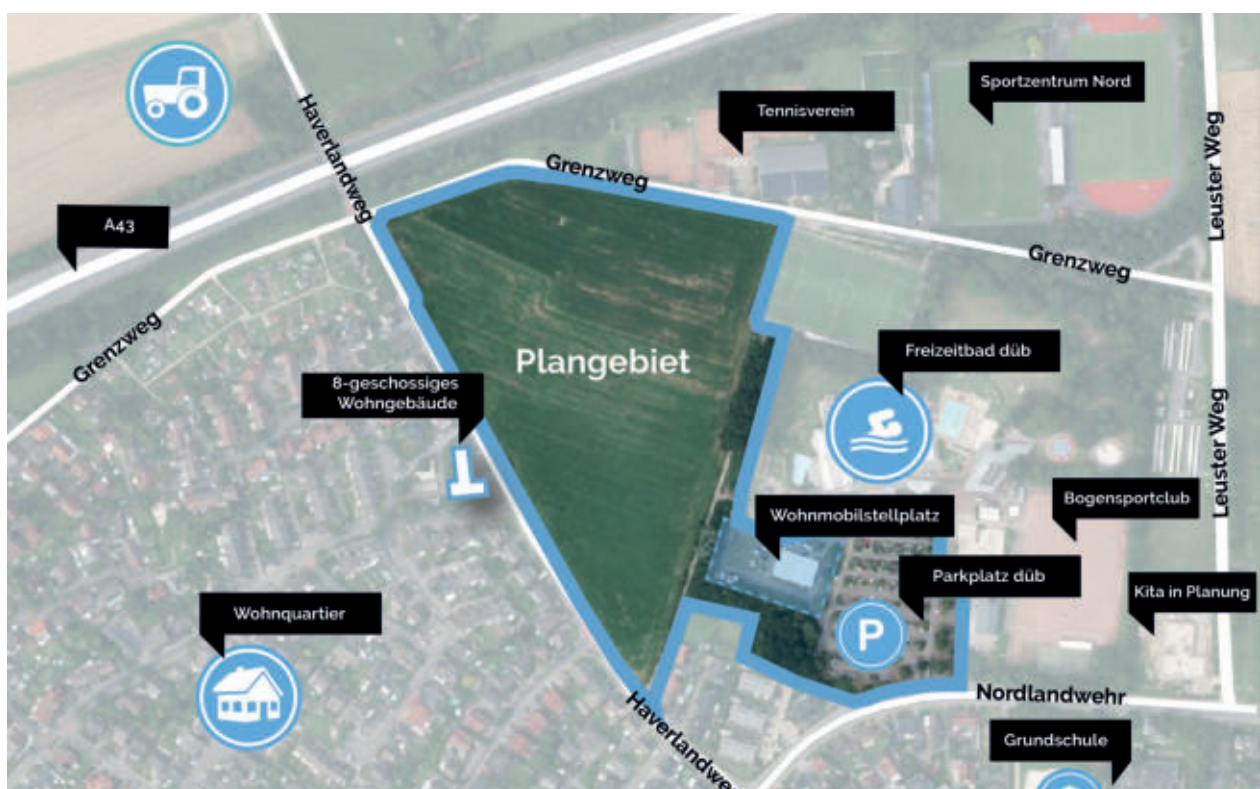 Sportzentrum Nord
Tennisverein
Haverlandweg
Leuster Weg
Grenzweg
A43
Grenzweg
Grenzweg
Plangebiet
Freizeitbad düb
8-geschossiges
Wohngebäude
Leuster Weg
Bogensportclub
Wohnmobilstellplatz
Parkplatz düb
Kita in Planung
Wohnquartier
P
Nordlandwehr
Haverlandweg
Grundschule